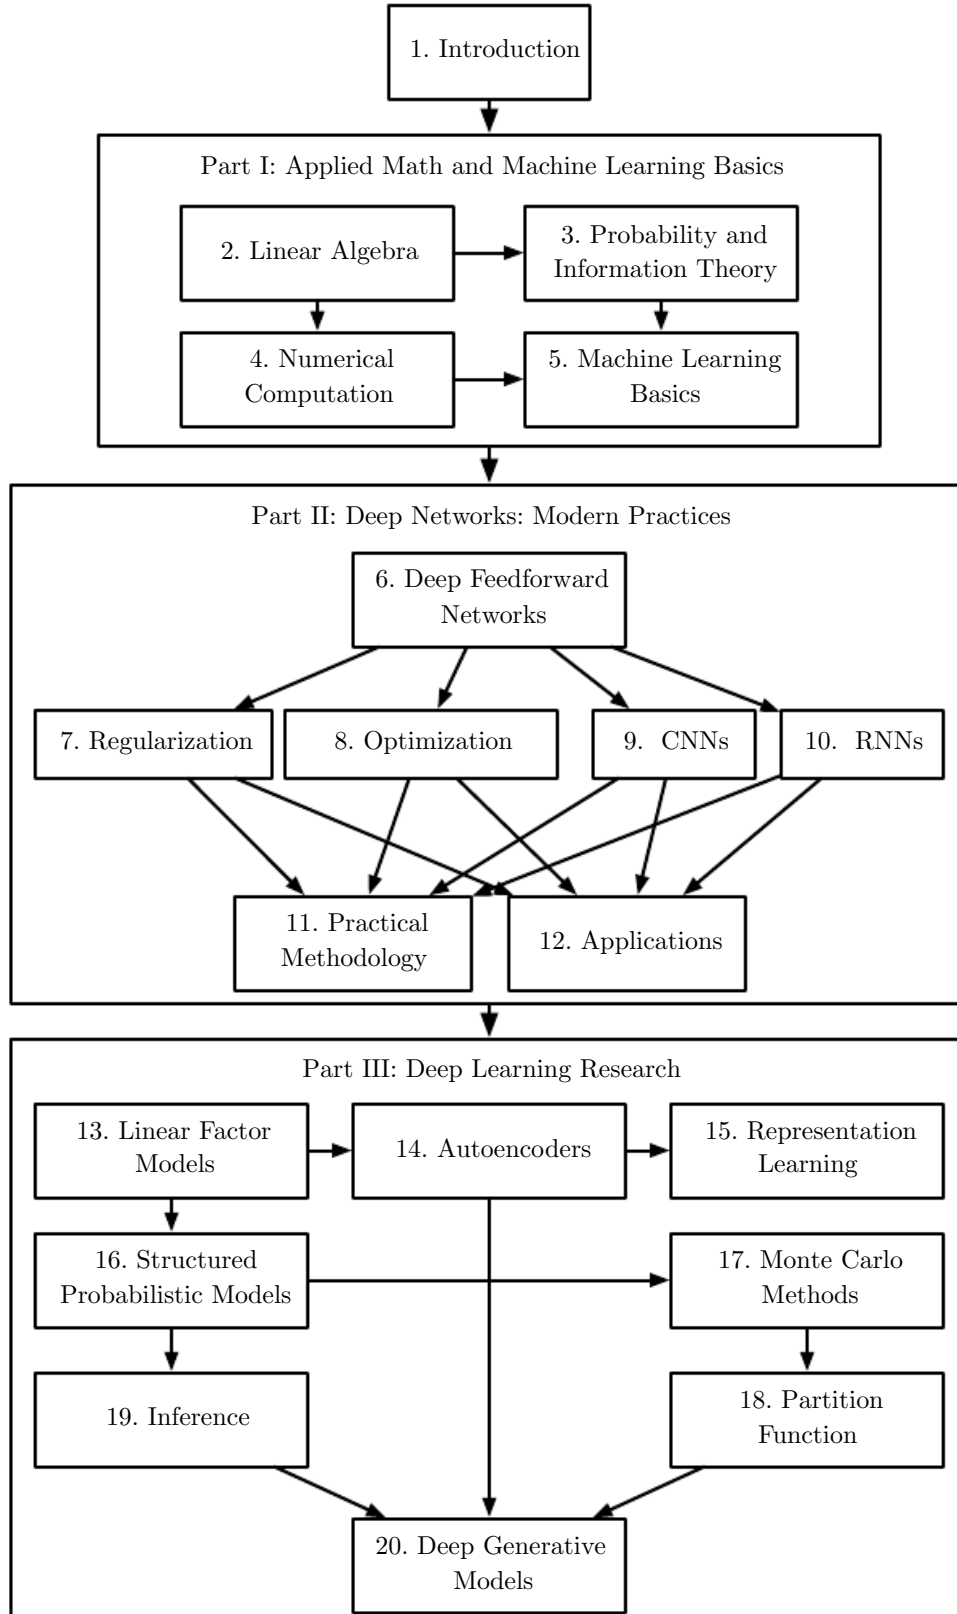 1. Introduction
Part I: Applied Math and Machine Learning Basics
2. Linear Algebra
3. Probability and
Information Theory
4. Numerical
Computation
5. Machine Learning
Basics
Part II: Deep Networks: Modern Practices
6. Deep Feedforward
Networks
7. Regularization
8. Optimization
9. CNNs
10. RNNs
11. Practical
Methodology
12. Applications
Part III: Deep Learning Research
13. Linear Factor
Models
14. Autoencoders
15. Representation
Learning
16. Structured
Probabilistic Models
17. Monte Carlo
Methods
19. Inference
18. Partition
Function
20. Deep Generative
Models